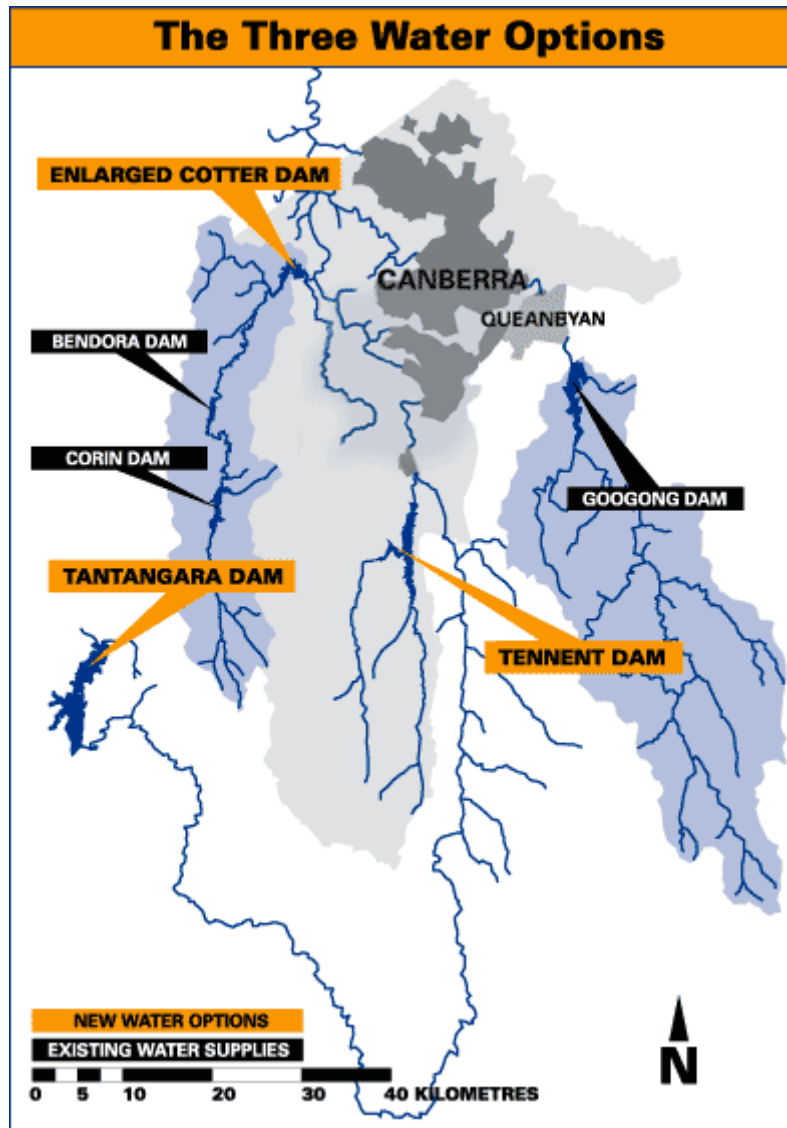 The Three Water Options
ENLARGED COTTER DAM
CANBERRA
QUEANBYAN
BENDORA DAM
CORIN DAM
GOOGONG DAM
TANTANGARA DAM
TENNENT DAM
NEW WATER OPTIONS
EXISTING WATER SUPPLIES
0 5 10 20 30 40 KILOMETRES
N